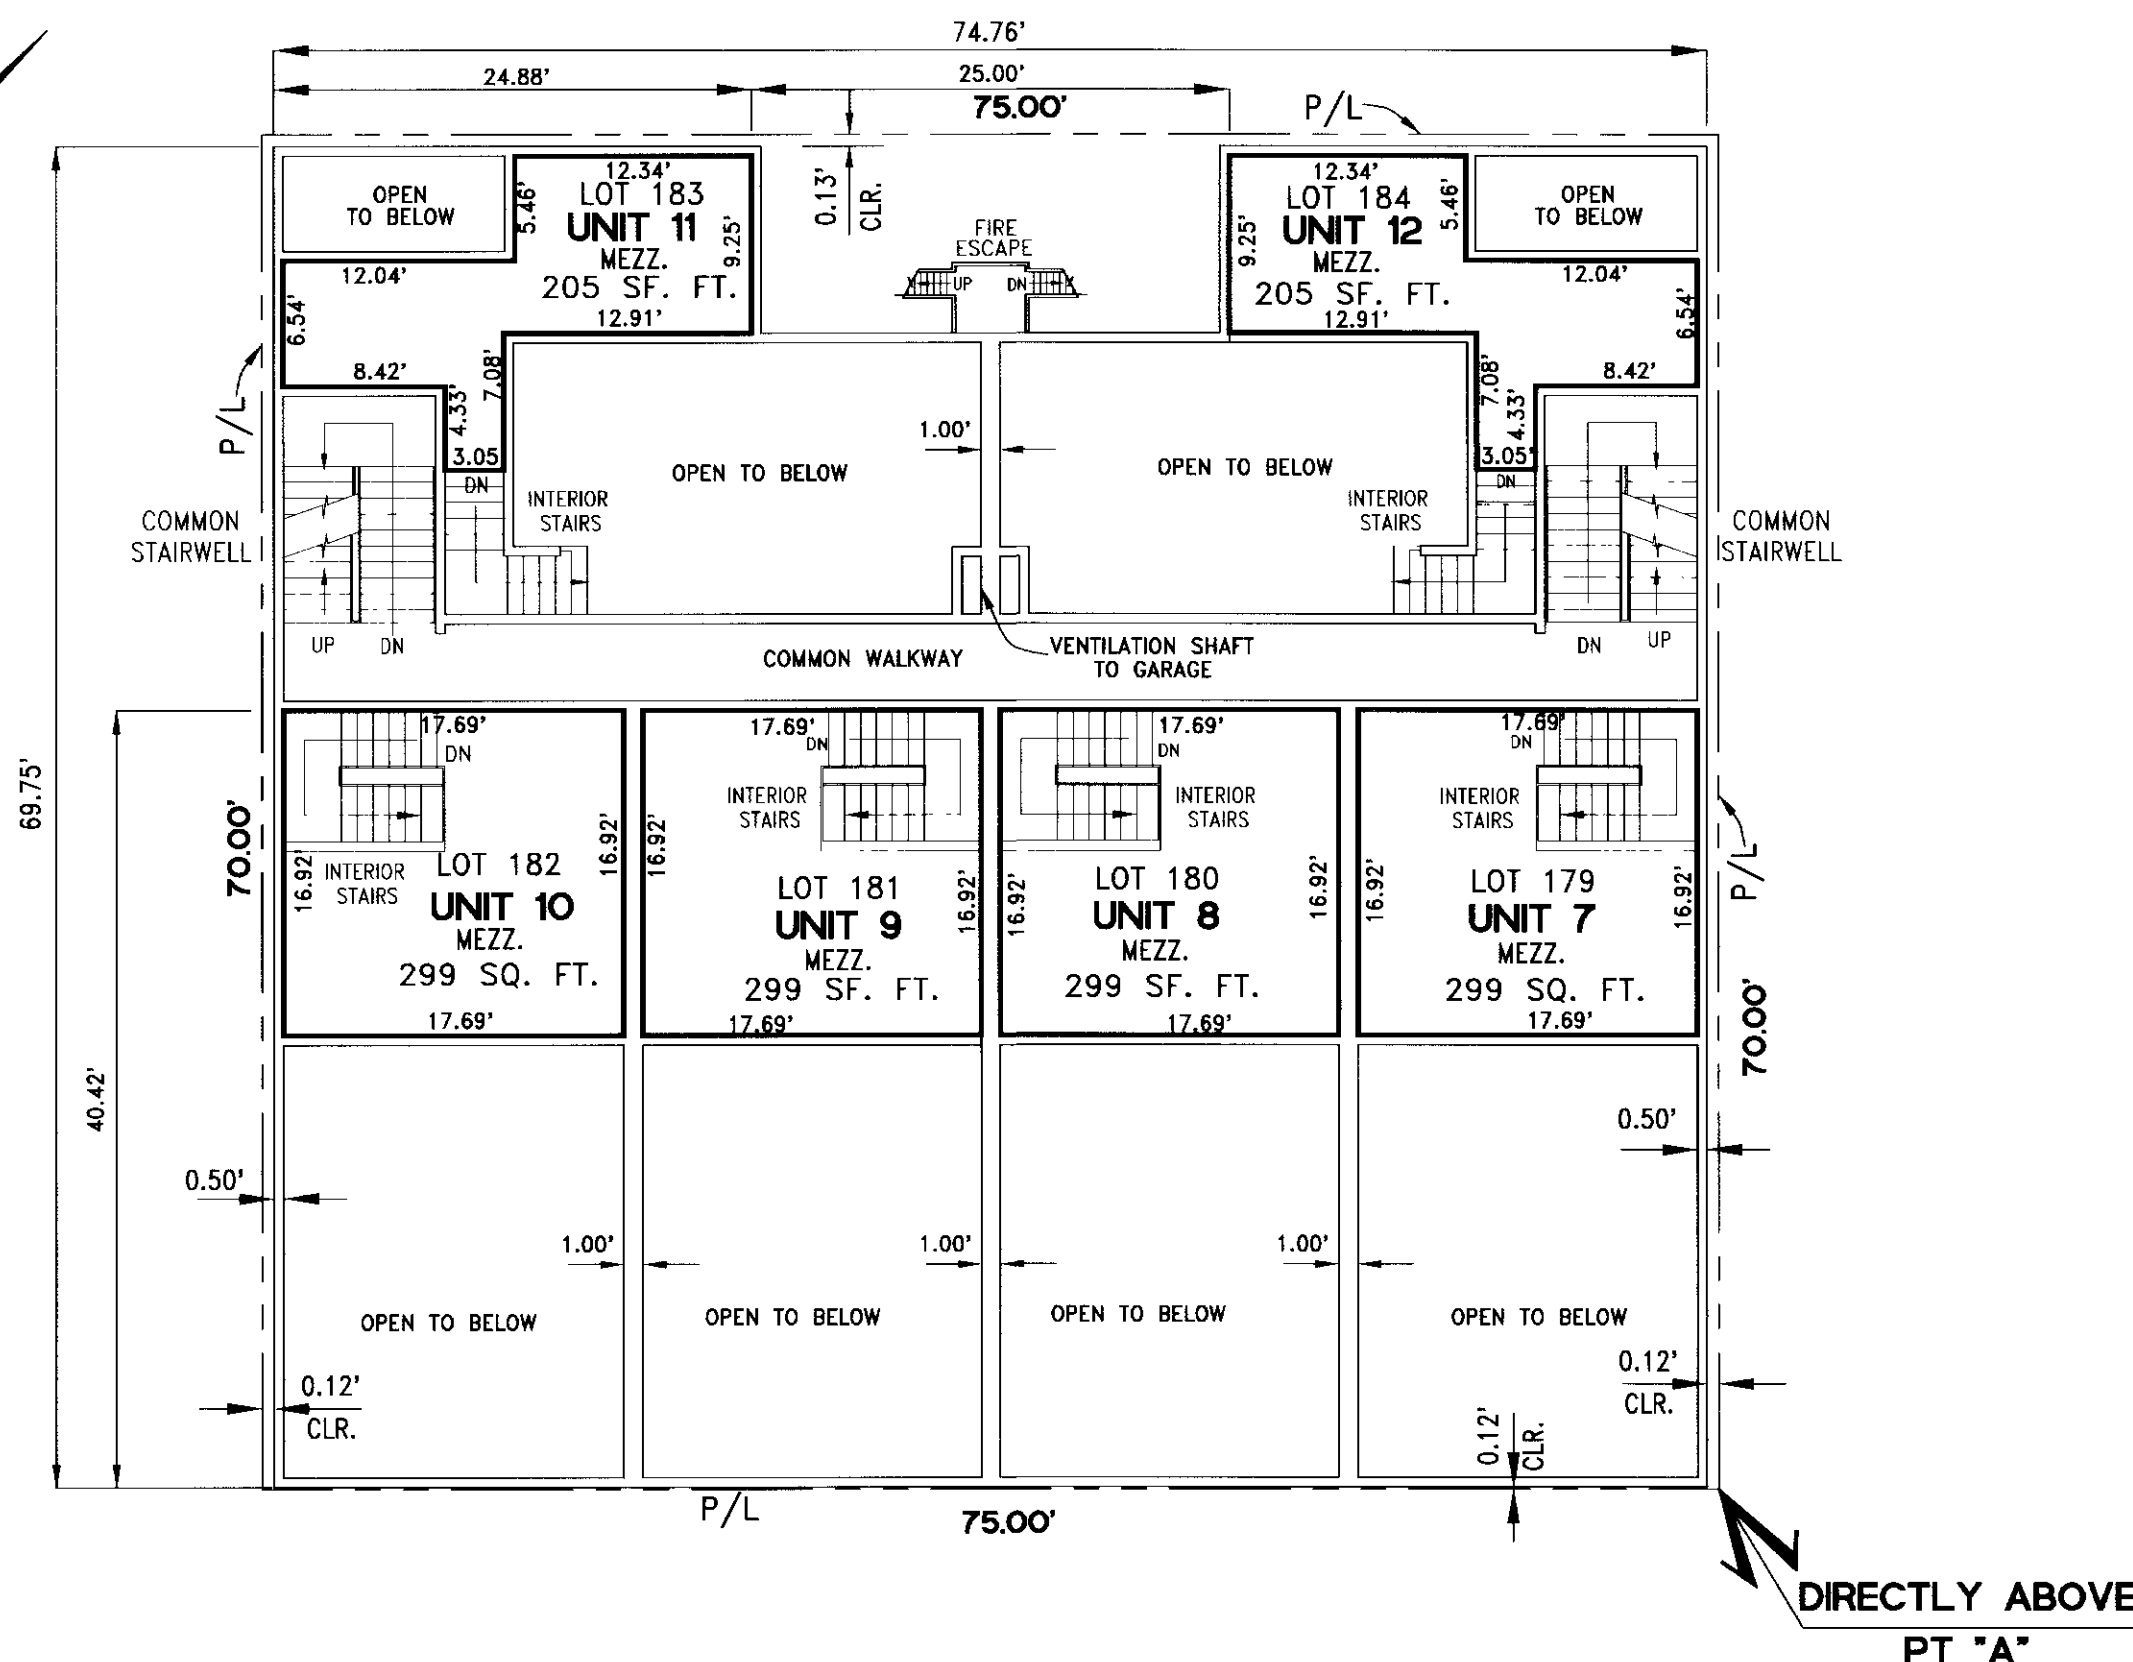 74.76'
24.88'
25.00'
75.00'
P/L
12.34'
LOT 183
UNIT 11
MEZZ.
205 SF. FT.
12.91'
5.46'
9.25'
OPEN
TO BELOW
12.04'
6.54'
8.42'
4.33'
7.08'
3.05
DN
0.13'
CLR.
FIRE
ESCAPE
UP
DN
12.34'
LOT 184
UNIT 12
MEZZ.
205 SF. FT.
12.91'
9.25'
5.46'
OPEN
TO BELOW
12.04'
6.54'
8.42'
7.08'
4.33'
3.05'
DN
P/L
COMMON
STAIRWELL
UP
DN
INTERIOR
STAIRS
OPEN TO BELOW
1.00'
OPEN TO BELOW
INTERIOR
STAIRS
COMMON
STAIRWELL
DN
UP
COMMON WALKWAY
VENTILATION SHAFT
TO GARAGE
69.75'
40.42'
70.00'
17.69'
DN
16.92'
INTERIOR
STAIRS
16.92'
LOT 182
UNIT 10
MEZZ.
299 SQ. FT.
17.69'
17.69'
DN
INTERIOR
STAIRS
16.92'
16.92'
LOT 181
UNIT 9
MEZZ.
299 SF. FT.
17.69'
17.69'
DN
INTERIOR
STAIRS
16.92'
16.92'
LOT 180
UNIT 8
MEZZ.
299 SF. FT.
17.69'
17.69'
DN
INTERIOR
STAIRS
16.92'
16.92'
LOT 179
UNIT 7
MEZZ.
299 SQ. FT.
17.69'
P/L
70.00'
0.50'
0.50'
1.00'
1.00'
1.00'
OPEN TO BELOW
OPEN TO BELOW
OPEN TO BELOW
OPEN TO BELOW
0.12'
CLR.
0.12'
CLR.
0.12'
CLR.
P/L
75.00'
DIRECTLY ABOVE
PT "A"